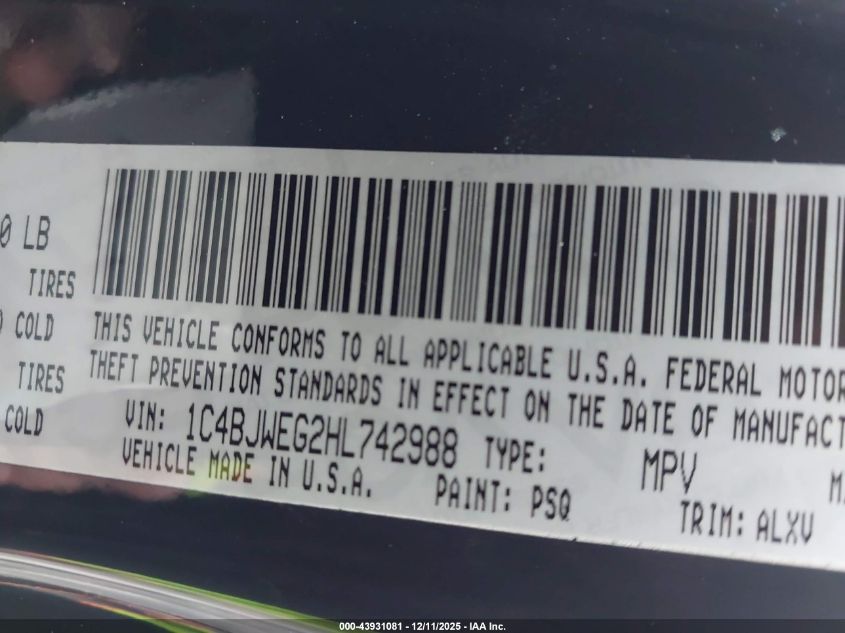 0 LB
TIRES
COLD
TIRES
COLD
THIS VEHICLE CONFORMS TO ALL APPLICABLE U.S.A. FEDERAL MOTOR
THEFT PREVENTION STANDARDS IN EFFECT ON THE DATE OF MANUFACT
VIN: 1C4BJWEG2HL742988 TYPE: MPV
VEHICLE MADE IN U.S.A. PAINT: PSQ TRIM: ALXV
000-43931081 - 12/11/2025 - IAA Inc.